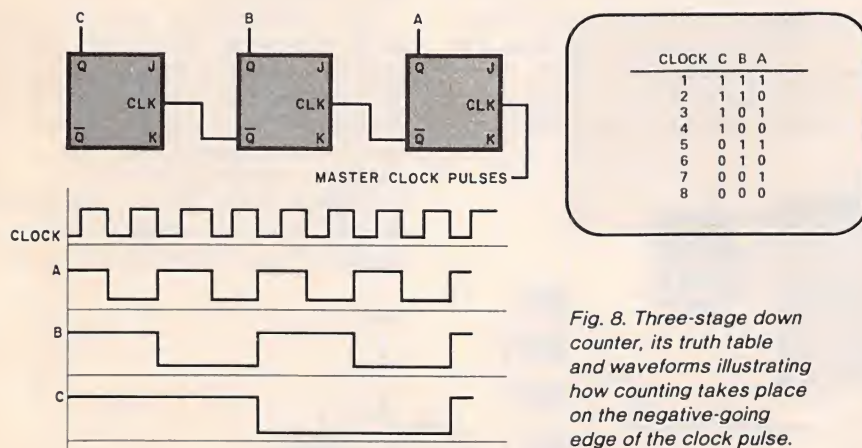 C B A
Q J Q J Q J
CLK CLK CLK
Q̅ K Q̅ K Q̅ K
MASTER CLOCK PULSES
CLOCK
A
B
C
CLOCK C B A
1 1 1 1
2 1 1 0
3 1 0 1
4 1 0 0
5 0 1 1
6 0 1 0
7 0 0 1
8 0 0 0
Fig. 8. Three-stage down
counter, its truth table
and waveforms illustrating
how counting takes place
on the negative-going
edge of the clock pulse.